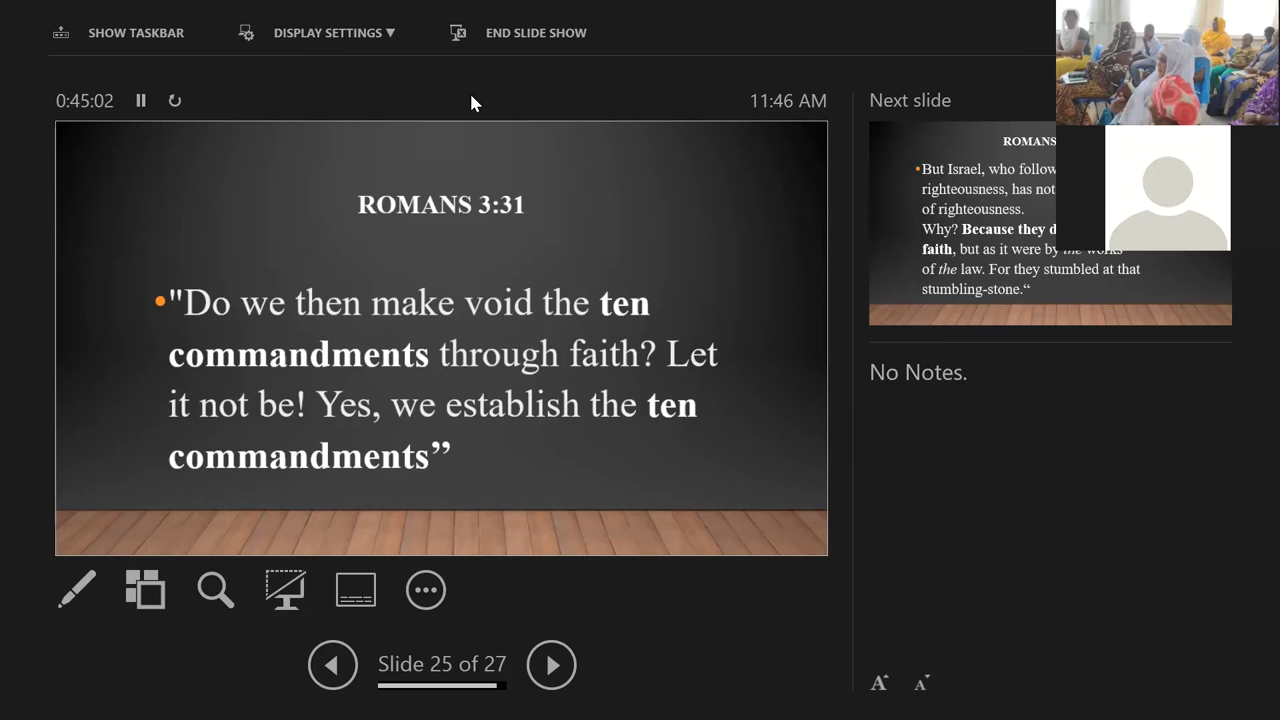 SHOW TASKBAR
DISPLAY SETTINGS ▼
END SLIDE SHOW
0:45:02
11:46 AM
ROMANS 3:31
•"Do we then make void the ten
commandments through faith? Let
it not be! Yes, we establish the ten
commandments”
Slide 25 of 27
Next slide
ROMANS
•But Israel, who follow
righteousness, has not
of righteousness.
Why? Because they
faith, but as it were by the works
of the law. For they stumbled at that
stumbling-stone.“
No Notes.
A A